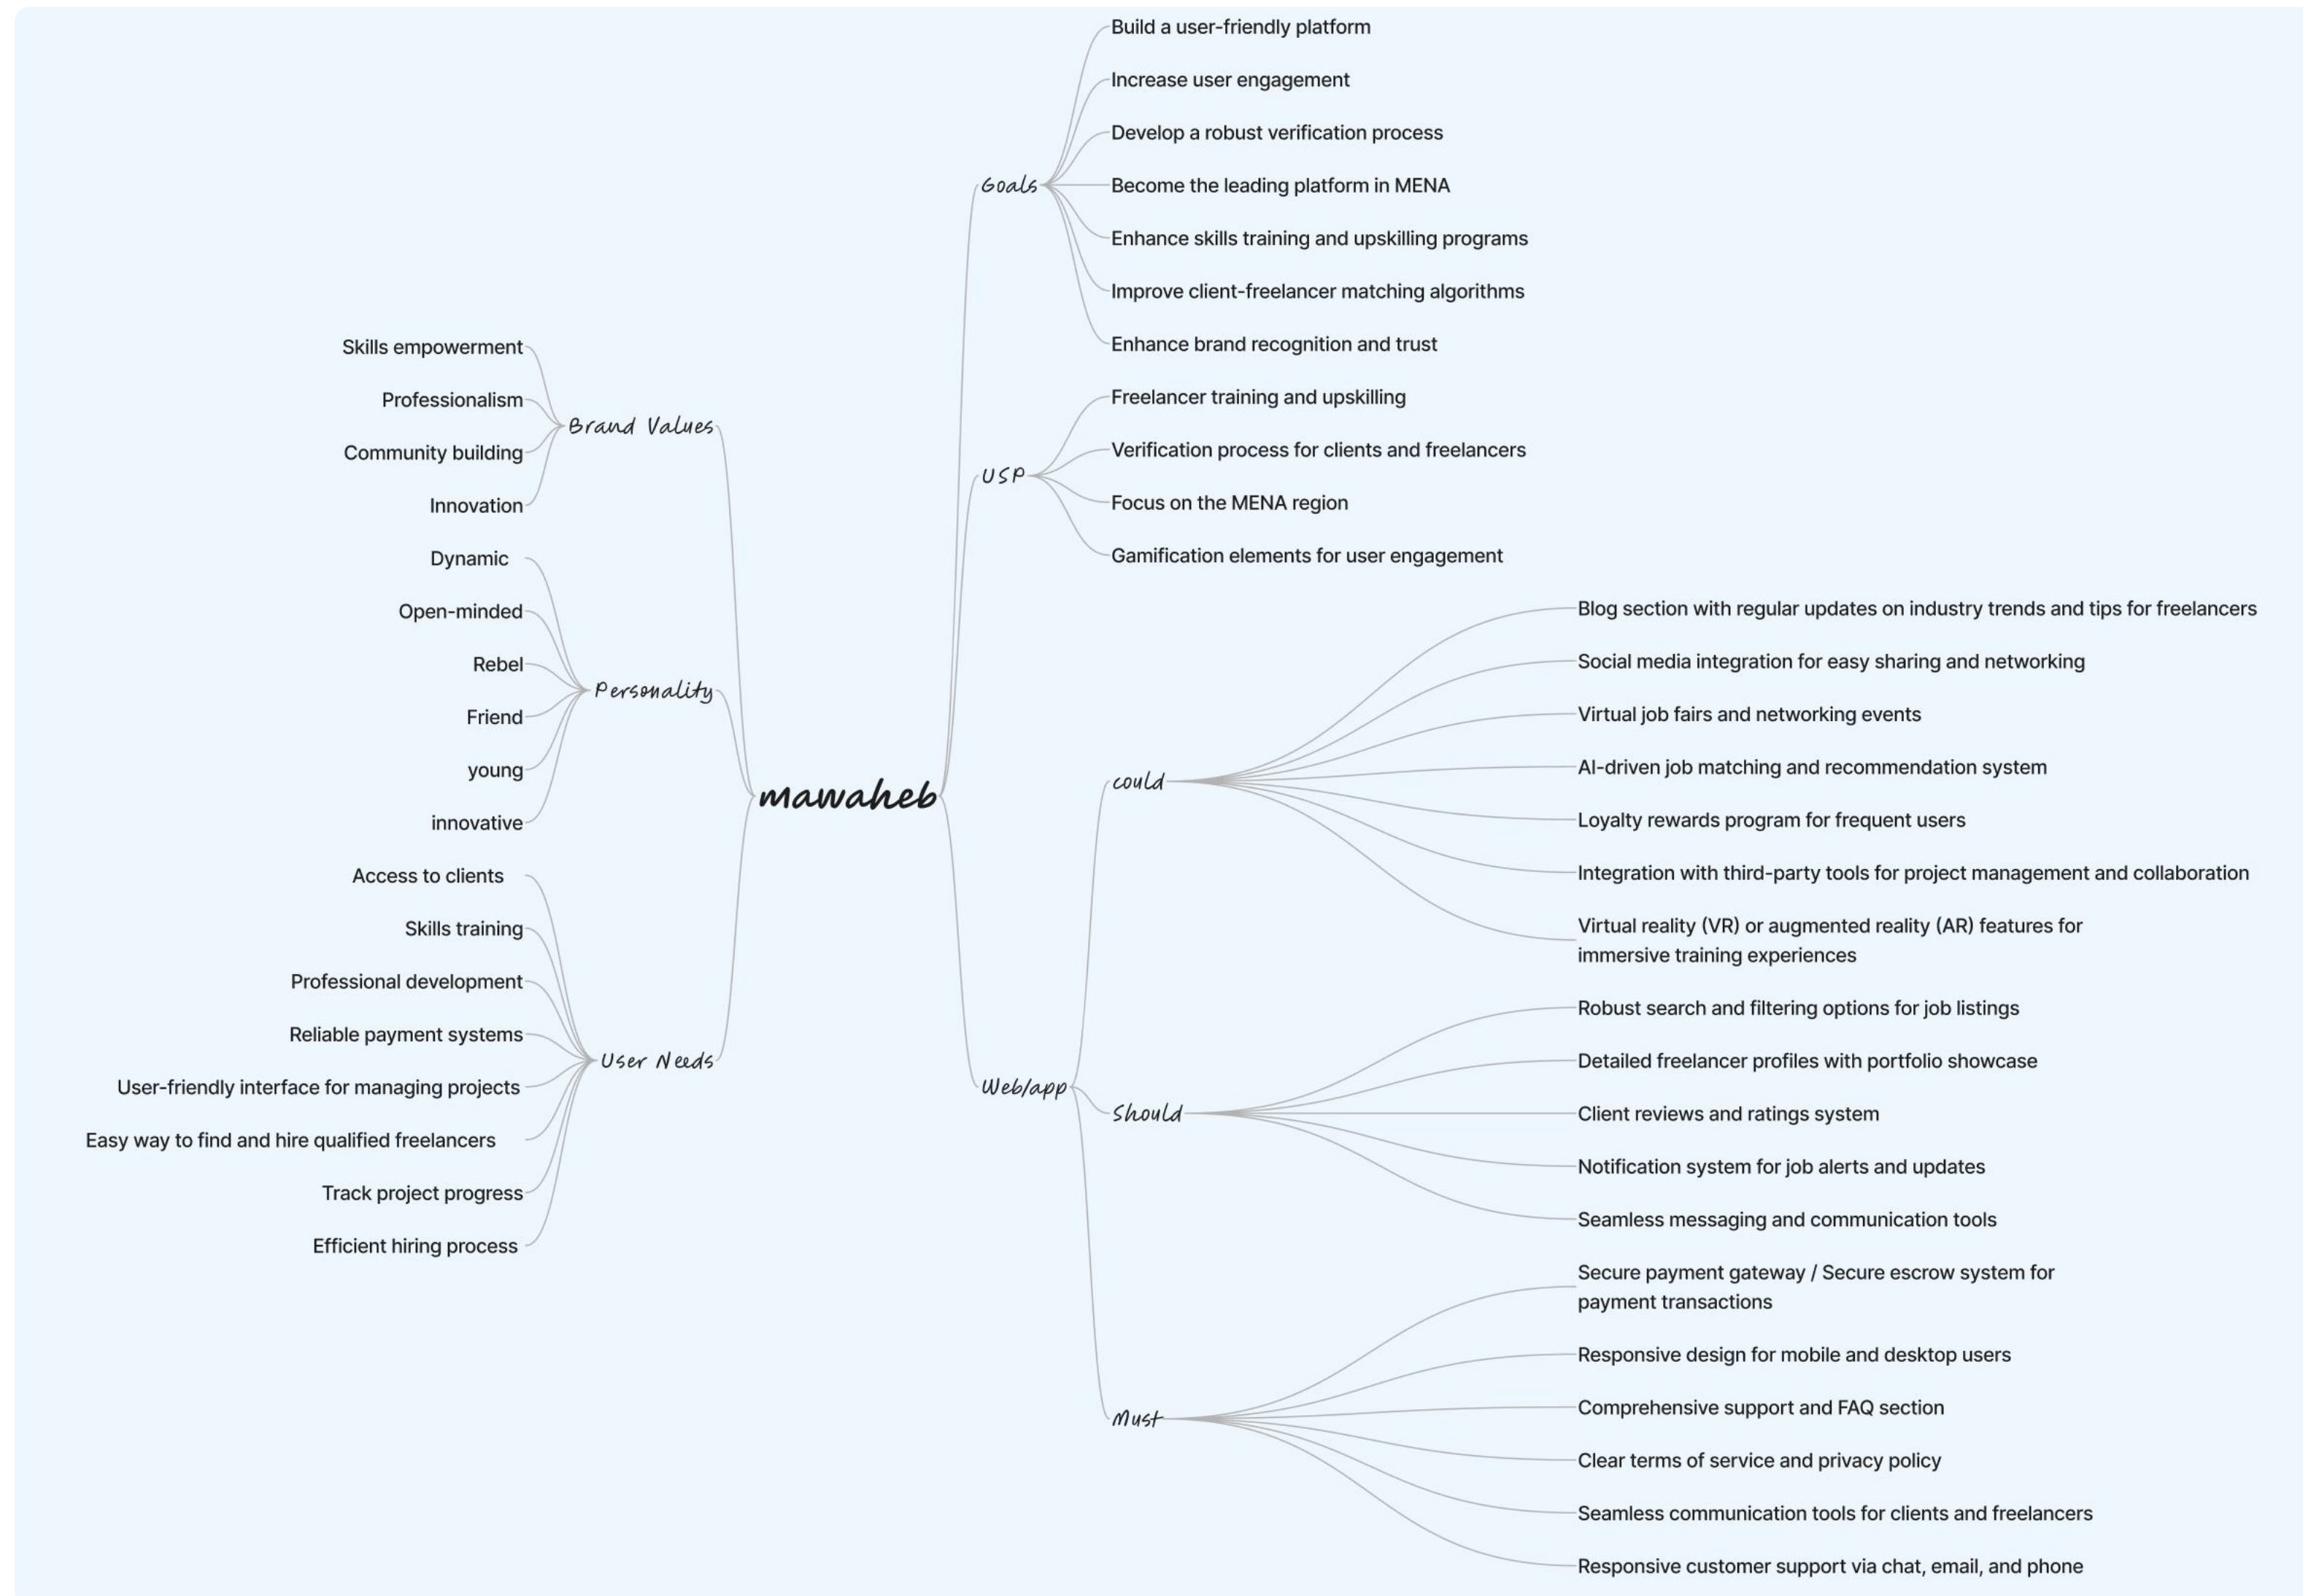 mawaheb
Brand Values
Skills empowerment
Professionalism
Community building
Innovation
Personality
Dynamic
Open-minded
Rebel
Friend
young
innovative
User Needs
Access to clients
Skills training
Professional development
Reliable payment systems
User-friendly interface for managing projects
Easy way to find and hire qualified freelancers
Track project progress
Efficient hiring process
Goals
Build a user-friendly platform
Increase user engagement
Develop a robust verification process
Become the leading platform in MENA
Enhance skills training and upskilling programs
Improve client-freelancer matching algorithms
Enhance brand recognition and trust
USP
Freelancer training and upskilling
Verification process for clients and freelancers
Focus on the MENA region
Gamification elements for user engagement
Web/app
could
Blog section with regular updates on industry trends and tips for freelancers
Social media integration for easy sharing and networking
Virtual job fairs and networking events
AI-driven job matching and recommendation system
Loyalty rewards program for frequent users
Integration with third-party tools for project management and collaboration
Virtual reality (VR) or augmented reality (AR) features for
immersive training experiences
Should
Robust search and filtering options for job listings
Detailed freelancer profiles with portfolio showcase
Client reviews and ratings system
Notification system for job alerts and updates
Seamless messaging and communication tools
Must
Secure payment gateway / Secure escrow system for
payment transactions
Responsive design for mobile and desktop users
Comprehensive support and FAQ section
Clear terms of service and privacy policy
Seamless communication tools for clients and freelancers
Responsive customer support via chat, email, and phone